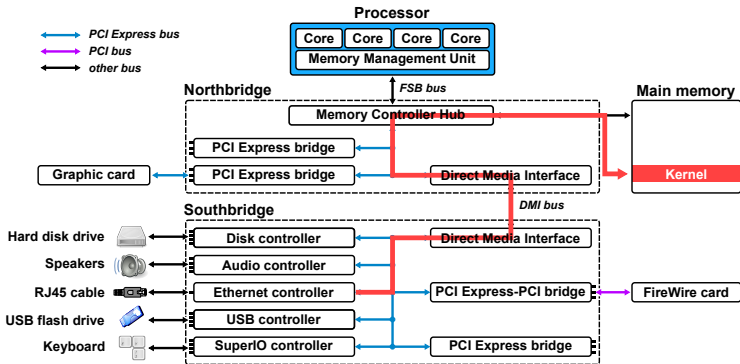 Processor
PCI Express bus
PCI bus
other bus
Core Core Core Core
Memory Management Unit
FSB bus
Northbridge
Main memory
Memory Controller Hub
PCI Express bridge
Graphic card
PCI Express bridge
Direct Media Interface
Kernel
DMI bus
Southbridge
Hard disk drive
Disk controller
Direct Media Interface
Speakers
Audio controller
RJ45 cable
Ethernet controller
PCI Express-PCI bridge
FireWire card
USB flash drive
USB controller
Keyboard
SuperIO controller
PCI Express bridge